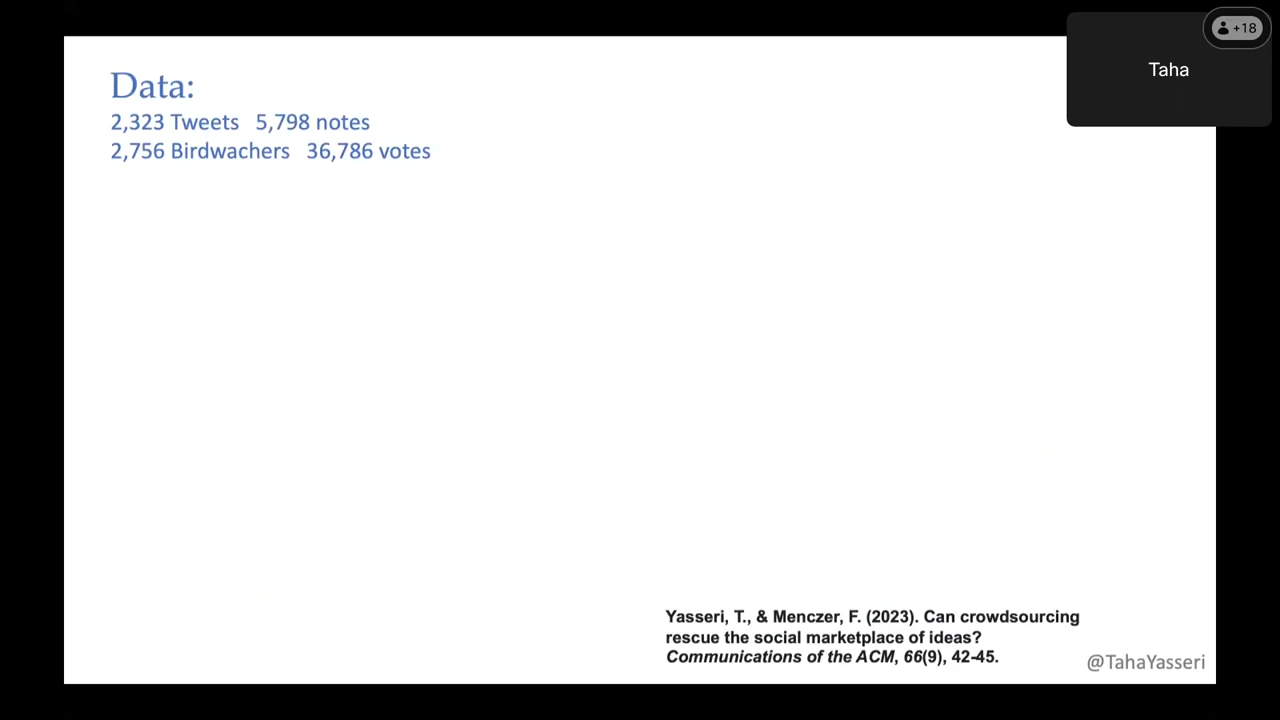 +18
Taha
Data:
2,323 Tweets 5,798 notes
2,756 Birdwachers 36,786 votes
Yasseri, T., & Menczer, F. (2023). Can crowdsourcing
rescue the social marketplace of ideas?
Communications of the ACM, 66(9), 42-45.
@TahaYasseri